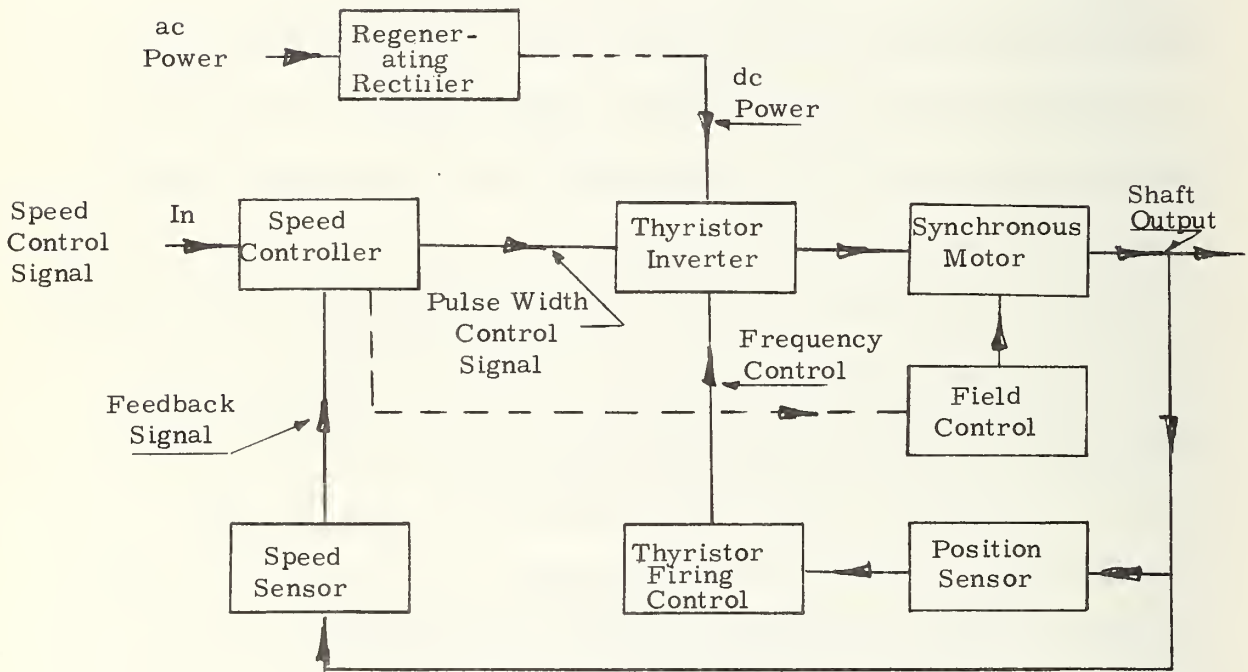 ac
Power
Regener-
ating
Rectifier
dc
Power
Speed
Control
Signal
In
Speed
Controller
Thyristor
Inverter
Synchronous
Motor
Shaft
Output
Pulse Width
Control
Signal
Frequency
Control
Feedback
Signal
Field
Control
Speed
Sensor
Thyristor
Firing
Control
Position
Sensor